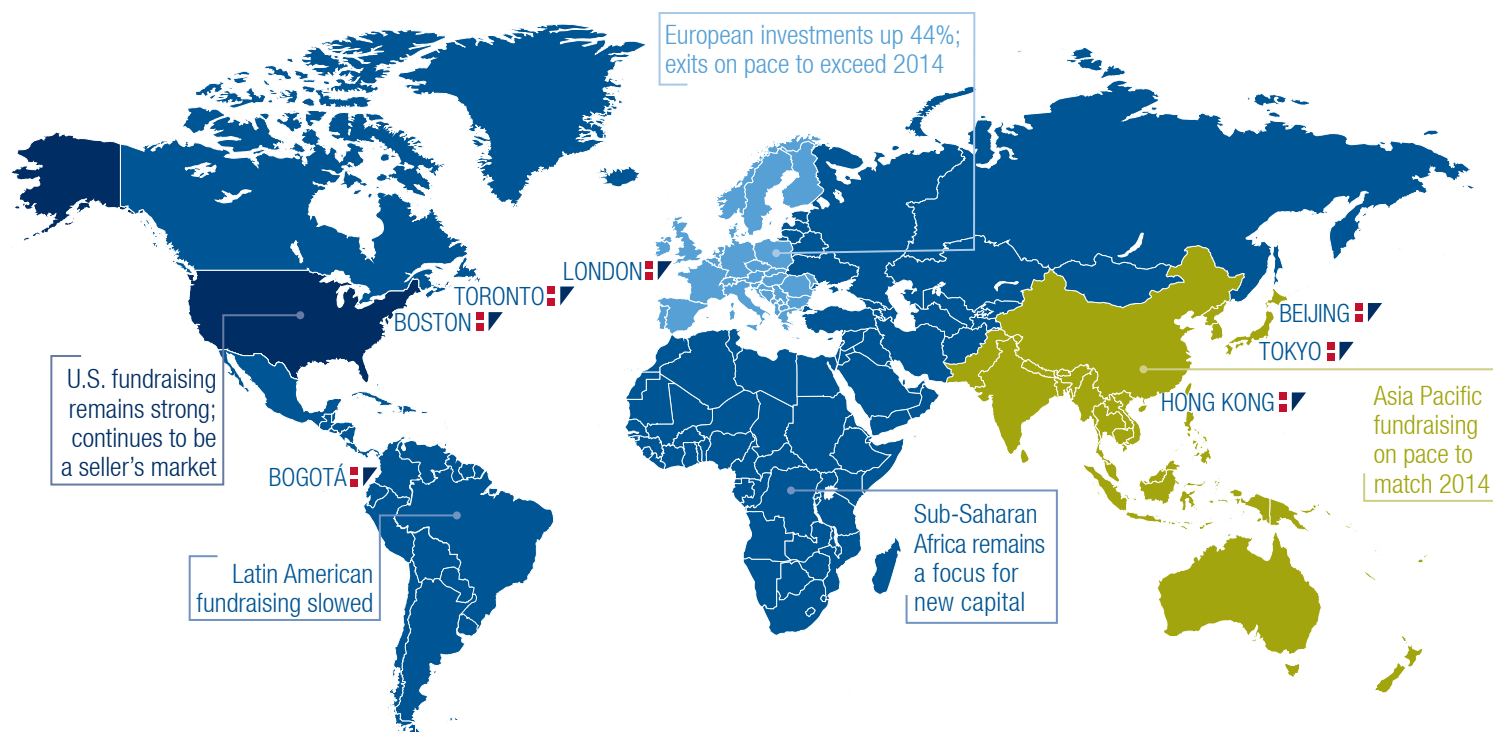 European investments up 44%;
exits on pace to exceed 2014
LONDON
TORONTO
BOSTON
BEIJING
TOKYO
HONG KONG
U.S. fundraising
remains strong;
continues to be
a seller’s market
Asia Pacific
fundraising
on pace to
match 2014
BOGOTÁ
Sub-Saharan
Africa remains
a focus for
new capital
Latin American
fundraising slowed